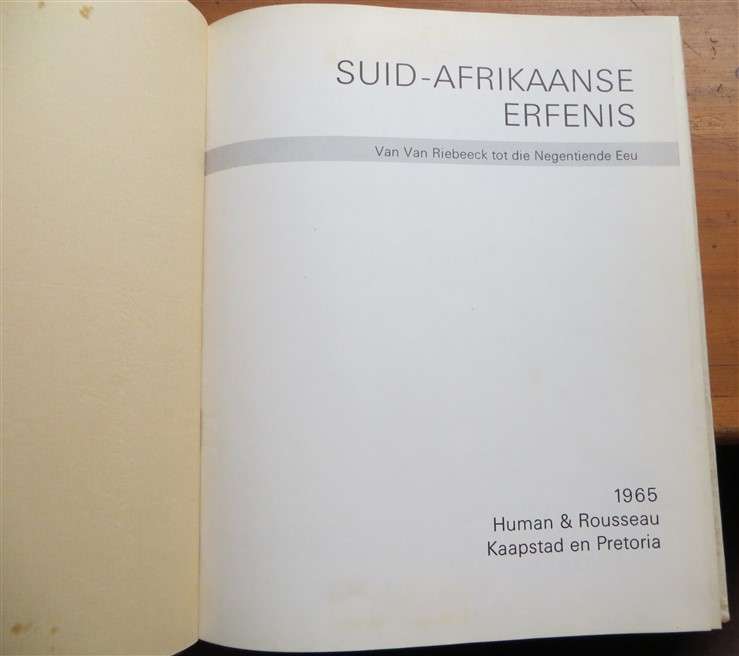 SUID-AFRIKAANSE
ERFENIS
Van Van Riebeeck tot die Negentiende Eeu
1965
Human & Rousseau
Kaapstad en Pretoria